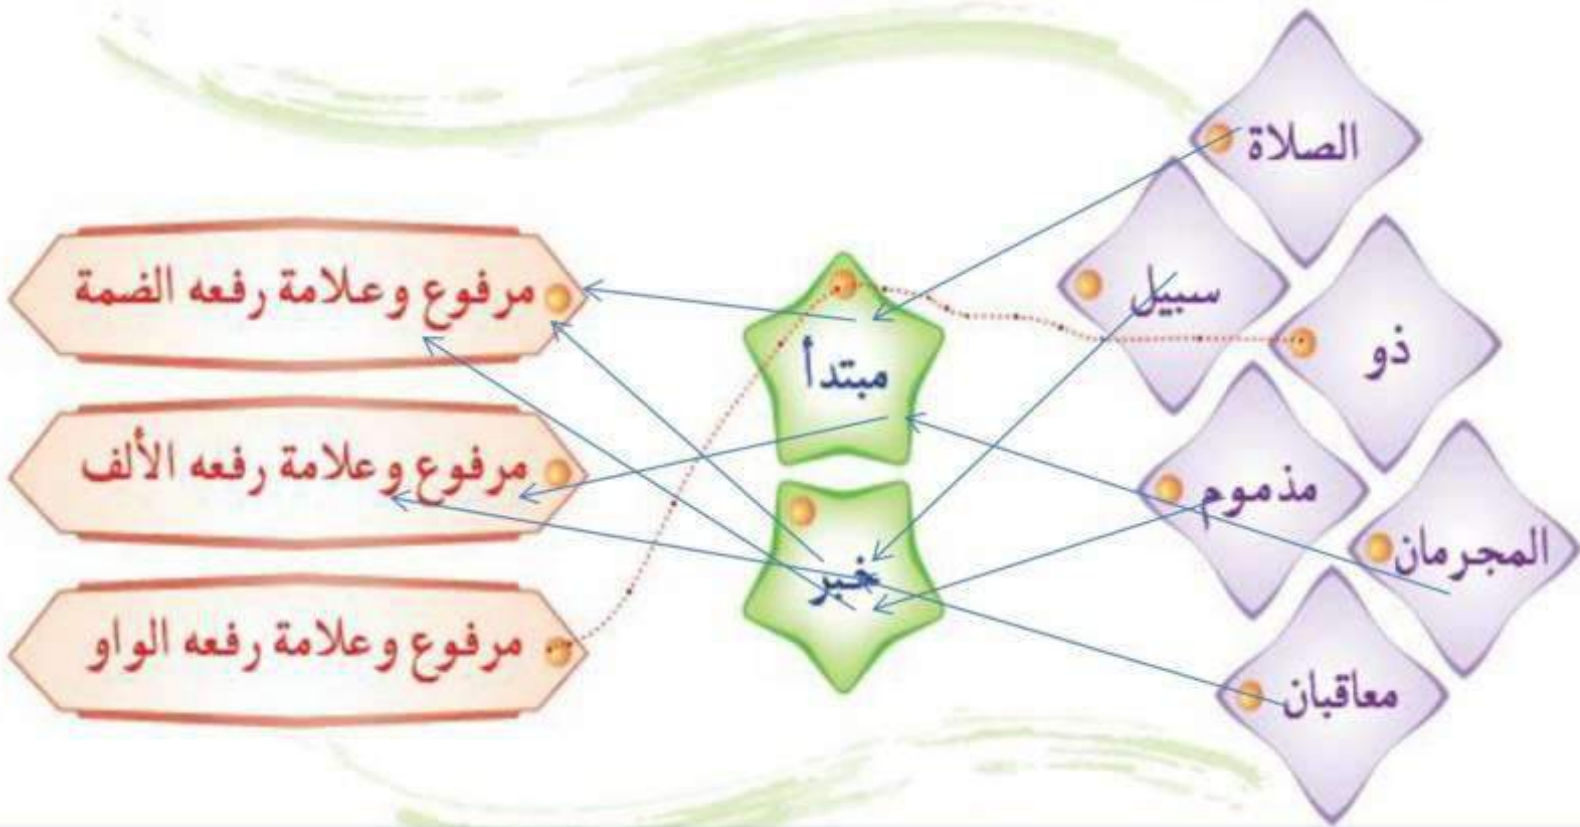 الصلاة
سبيل
ذو
مذموم
المجرمان
معاقبان
مبتدأ
خبر
مرفوع وعلامة رفعه الضمة
مرفوع وعلامة رفعه الألف
مرفوع وعلامة رفعه الواو